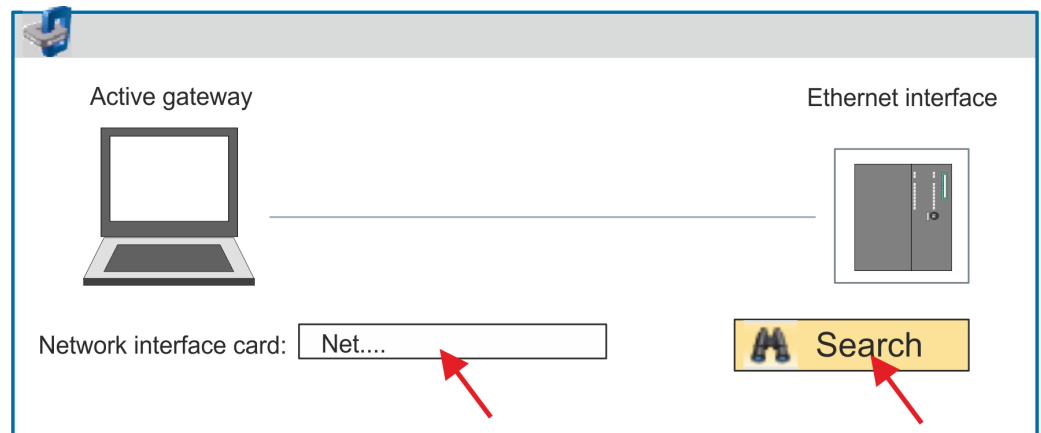 Active gateway
Ethernet interface
Network interface card:
Net....
Search